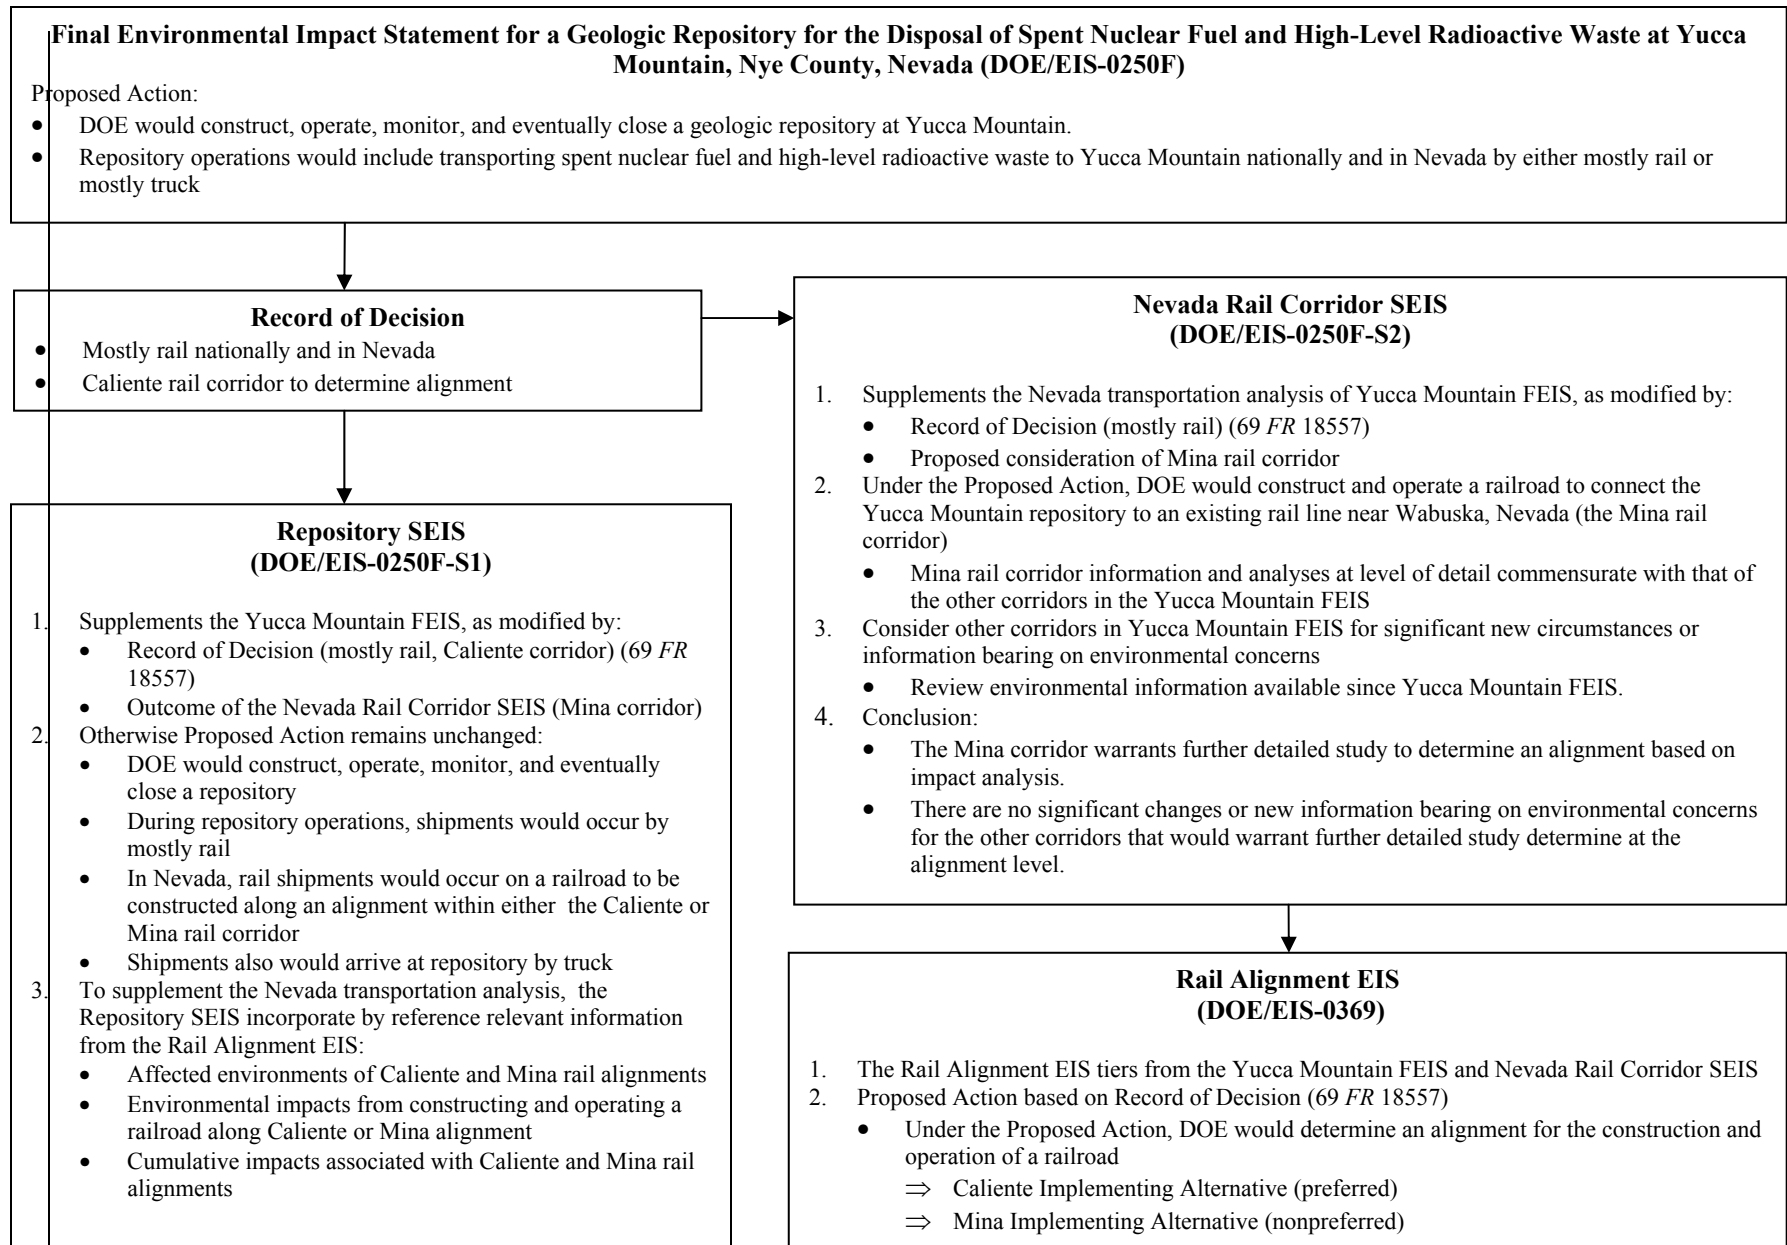 Final Environmental Impact Statement for a Geologic Repository for the Disposal of Spent Nuclear Fuel and High-Level Radioactive Waste at Yucca
Mountain, Nye County, Nevada (DOE/EIS-0250F)
Proposed Action:
• DOE would construct, operate, monitor, and eventually close a geologic repository at Yucca Mountain.
• Repository operations would include transporting spent nuclear fuel and high-level radioactive waste to Yucca Mountain nationally and in Nevada by either mostly rail or
mostly truck
Record of Decision
• Mostly rail nationally and in Nevada
• Caliente rail corridor to determine alignment
Repository SEIS
(DOE/EIS-0250F-S1)
1. Supplements the Yucca Mountain FEIS, as modified by:
• Record of Decision (mostly rail, Caliente corridor) (69 FR
18557)
• Outcome of the Nevada Rail Corridor SEIS (Mina corridor)
2. Otherwise Proposed Action remains unchanged:
• DOE would construct, operate, monitor, and eventually
close a repository
• During repository operations, shipments would occur by
mostly rail
• In Nevada, rail shipments would occur on a railroad to be
constructed along an alignment within either the Caliente or
Mina rail corridor
• Shipments also would arrive at repository by truck
3. To supplement the Nevada transportation analysis, the
Repository SEIS incorporate by reference relevant information
from the Rail Alignment EIS:
• Affected environments of Caliente and Mina rail alignments
• Environmental impacts from constructing and operating a
railroad along Caliente or Mina alignment
• Cumulative impacts associated with Caliente and Mina rail
alignments
Nevada Rail Corridor SEIS
(DOE/EIS-0250F-S2)
1. Supplements the Nevada transportation analysis of Yucca Mountain FEIS, as modified by:
• Record of Decision (mostly rail) (69 FR 18557)
• Proposed consideration of Mina rail corridor
2. Under the Proposed Action, DOE would construct and operate a railroad to connect the
Yucca Mountain repository to an existing rail line near Wabuska, Nevada (the Mina rail
corridor)
• Mina rail corridor information and analyses at level of detail commensurate with that of
the other corridors in the Yucca Mountain FEIS
3. Consider other corridors in Yucca Mountain FEIS for significant new circumstances or
information bearing on environmental concerns
• Review environmental information available since Yucca Mountain FEIS.
4. Conclusion:
• The Mina corridor warrants further detailed study to determine an alignment based on
impact analysis.
• There are no significant changes or new information bearing on environmental concerns
for the other corridors that would warrant further detailed study determine at the
alignment level.
Rail Alignment EIS
(DOE/EIS-0369)
1. The Rail Alignment EIS tiers from the Yucca Mountain FEIS and Nevada Rail Corridor SEIS
2. Proposed Action based on Record of Decision (69 FR 18557)
• Under the Proposed Action, DOE would determine an alignment for the construction and
operation of a railroad
⇒ Caliente Implementing Alternative (preferred)
⇒ Mina Implementing Alternative (nonpreferred)